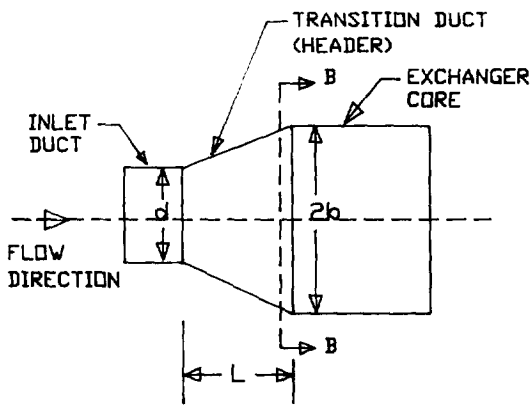 TRANSITION DUCT
(HEADER)
B
EXCHANGER
CORE
INLET
DUCT
d
2b
FLOW
DIRECTION
B
L